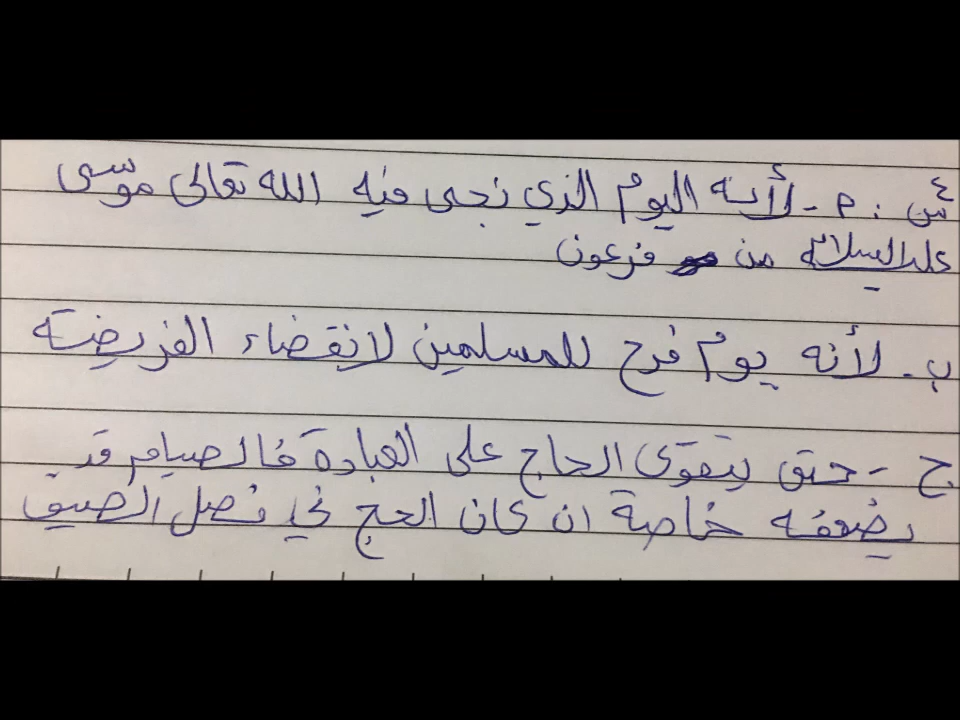 س٤: م - لأنه اليوم الذي نجى فيه الله تعالى موسى
عليه السلام من فرعون
ب - لأنه يوم فرح للمسلمين لانقضاء الفريضة
ج - حتى يتقوى الحاج على العبادة فالصيام قد
يضعفه خاصة ان كان الحج في فصل الصيف